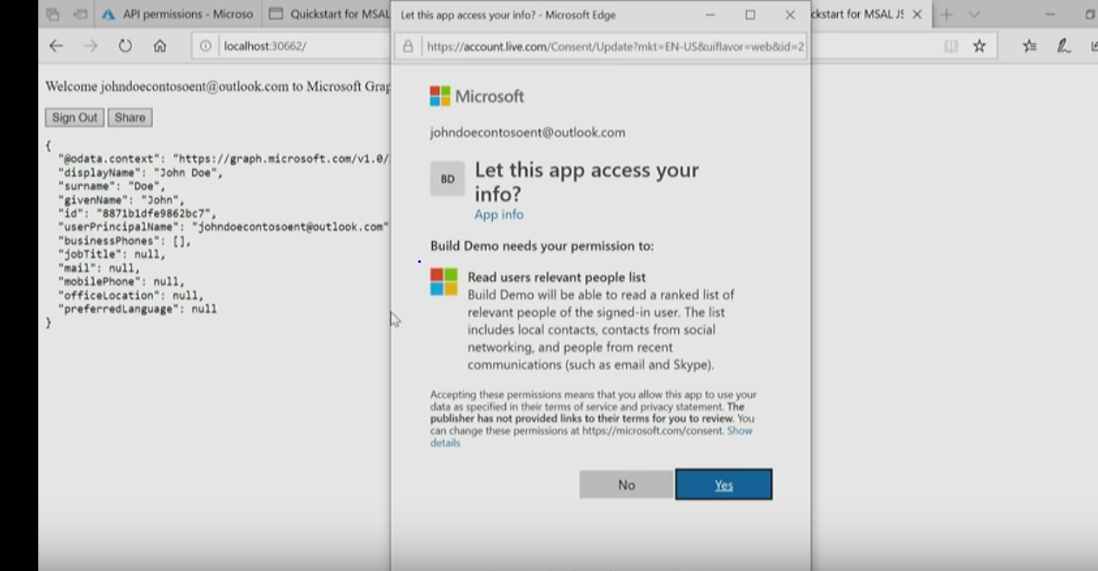 API permissions - Microso
Quickstart for MSAL
Let this app access your info? - Microsoft Edge
ckstart for MSAL JS
localhost:30662/
https://account.live.com/Consent/Update?mkt=EN-US&uiflavor=web&id=2
Welcome johndoecontosoent@outlook.com to Microsoft Grap
Sign Out
Share
{
"@odata.context": "https://graph.microsoft.com/v1.0/
"displayName": "John Doe",
"surname": "Doe",
"givenName": "John",
"id": "8871b1dfe9862bc7",
"userPrincipalName": "johndoecontosoent@outlook.com"
"businessPhones": [],
"jobTitle": null,
"mail": null,
"mobilePhone": null,
"officeLocation": null,
"preferredLanguage": null
}
Microsoft
johndoecontosoent@outlook.com
BD
Let this app access your
info?
App info
Build Demo needs your permission to:
Read users relevant people list
Build Demo will be able to read a ranked list of
relevant people of the signed-in user. The list
includes local contacts, contacts from social
networking, and people from recent
communications (such as email and Skype).
Accepting these permissions means that you allow this app to use your
data as specified in their terms of service and privacy statement. The
publisher has not provided links to their terms for you to review. You
can change these permissions at https://microsoft.com/consent. Show
details
No
Yes